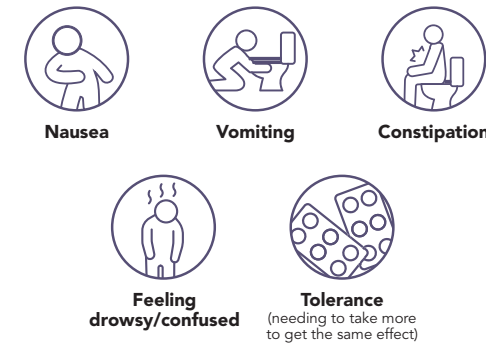 Nausea
Vomiting
Constipation
Feeling
drowsy/confused
Tolerance
(needing to take more
to get the same effect)